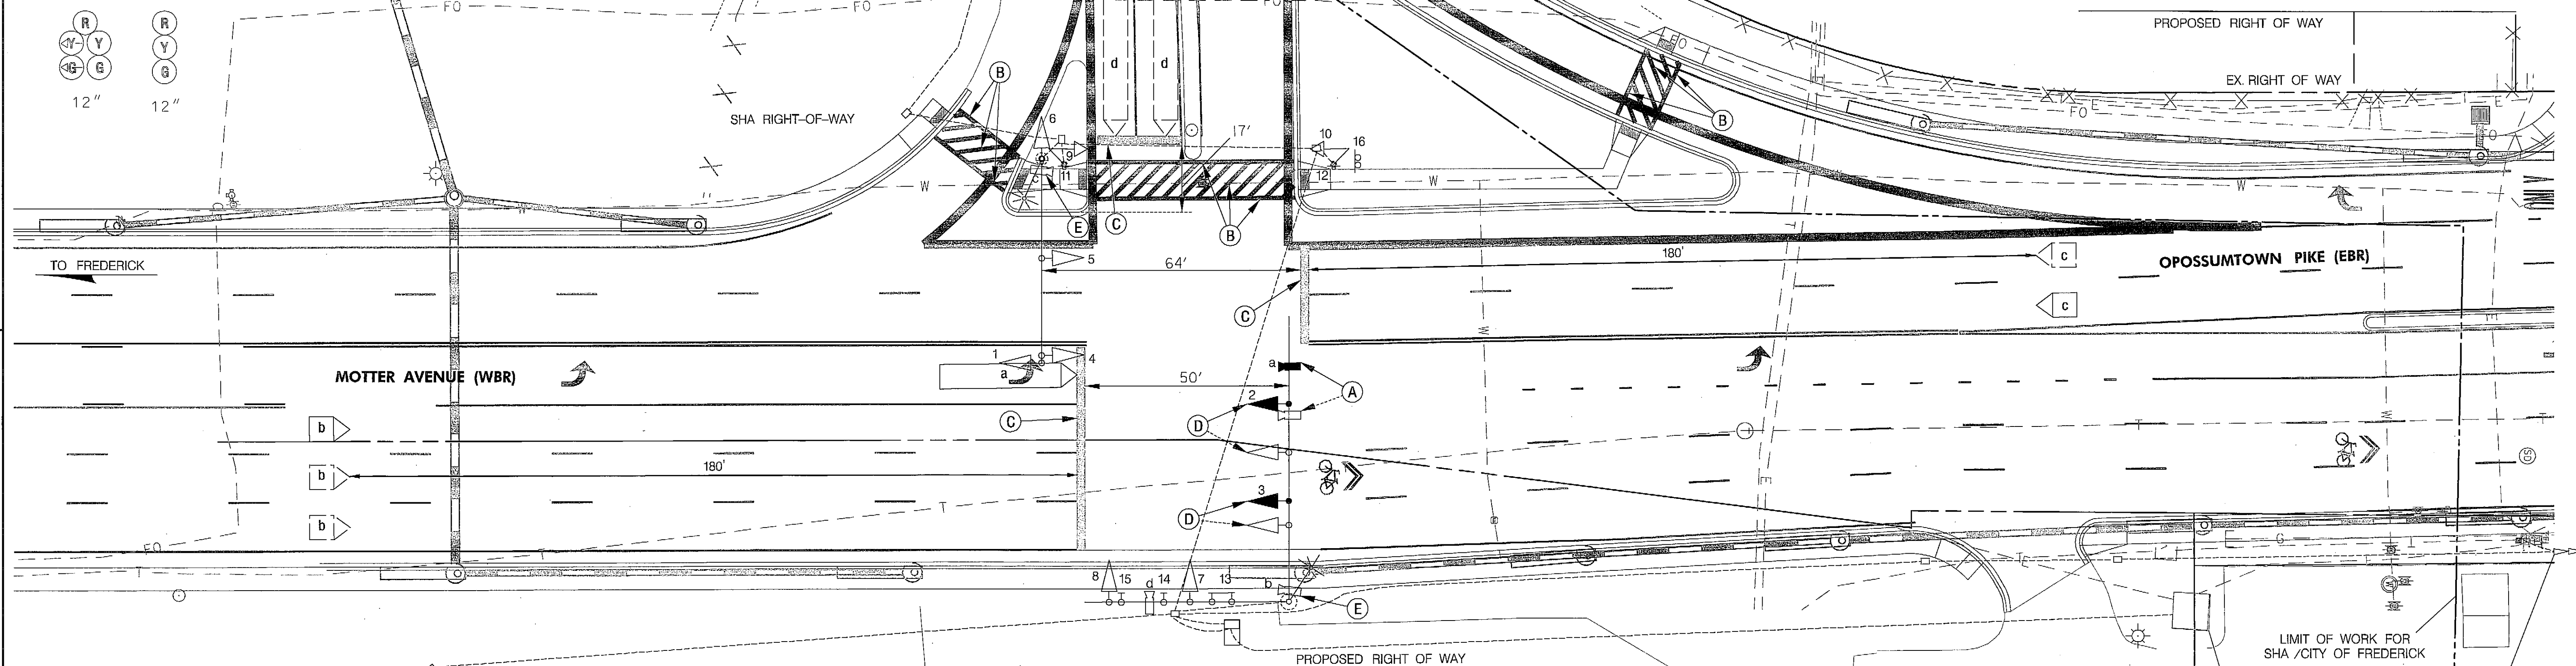 R R
Y Y Y
G G G
12" 12"
FO FO FO
SHA RIGHT-OF-WAY
PROPOSED RIGHT OF WAY
EX. RIGHT OF WAY
E
FO
B
B
B
d d
6
17'
10 16
9
11
12
c
E
C
W W W
TO FREDERICK
5
64'
180'
c
OPOSSUMTOWN PIKE (EBR)
C
c
1
4
a
MOTTER AVENUE (WBR)
a
A
50'
2
b
C
D
180'
b
T
3
b
D
SD
FO
T
E
8 15 d 14 7 13 b
E
LIMIT OF WORK FOR
SHA /CITY OF FREDERICK
PROPOSED RIGHT OF WAY